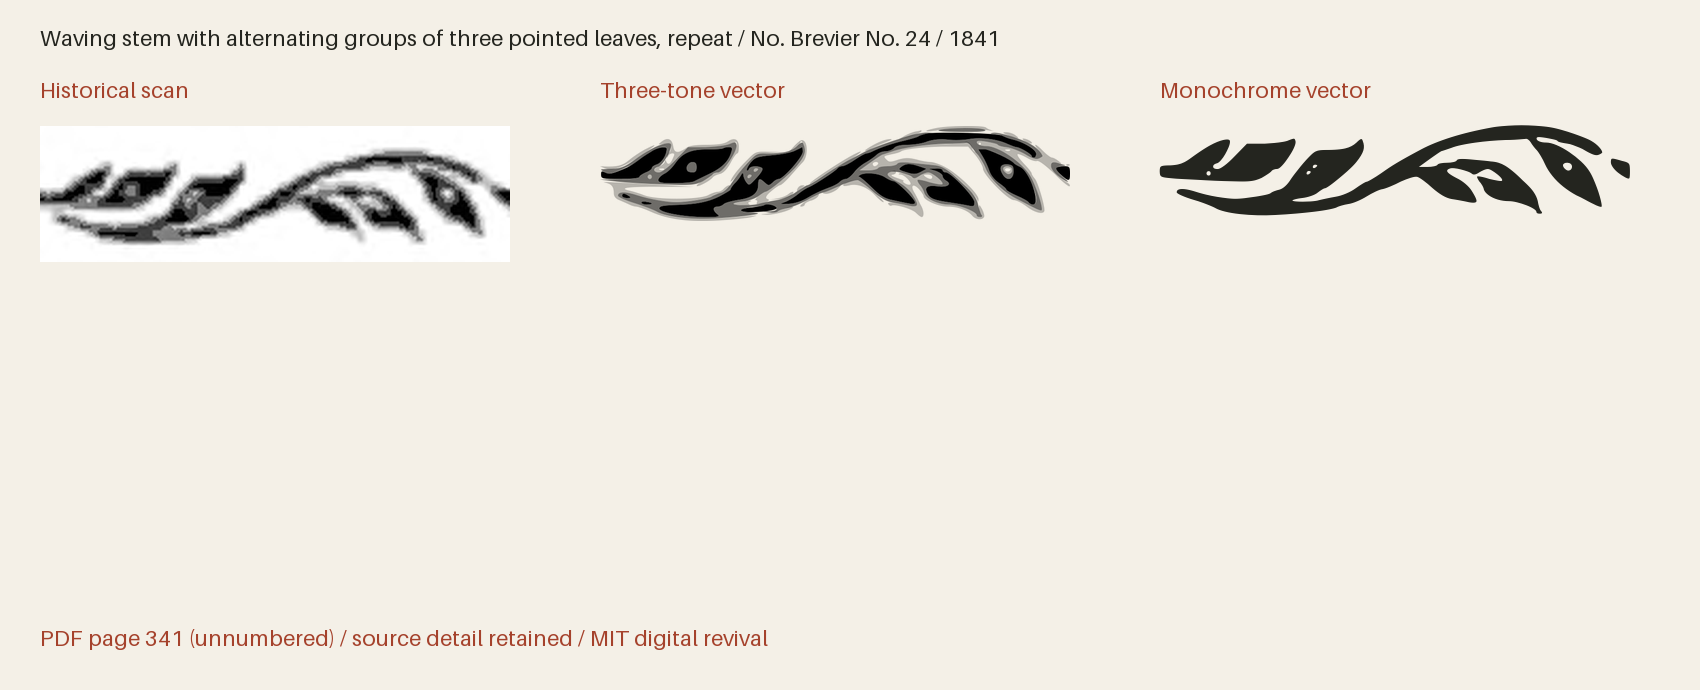 Waving stem with alternating groups of three pointed leaves, repeat / No. Brevier No. 24 / 1841
Historical scan
Three-tone vector
Monochrome vector
PDF page 341 (unnumbered) / source detail retained / MIT digital revival